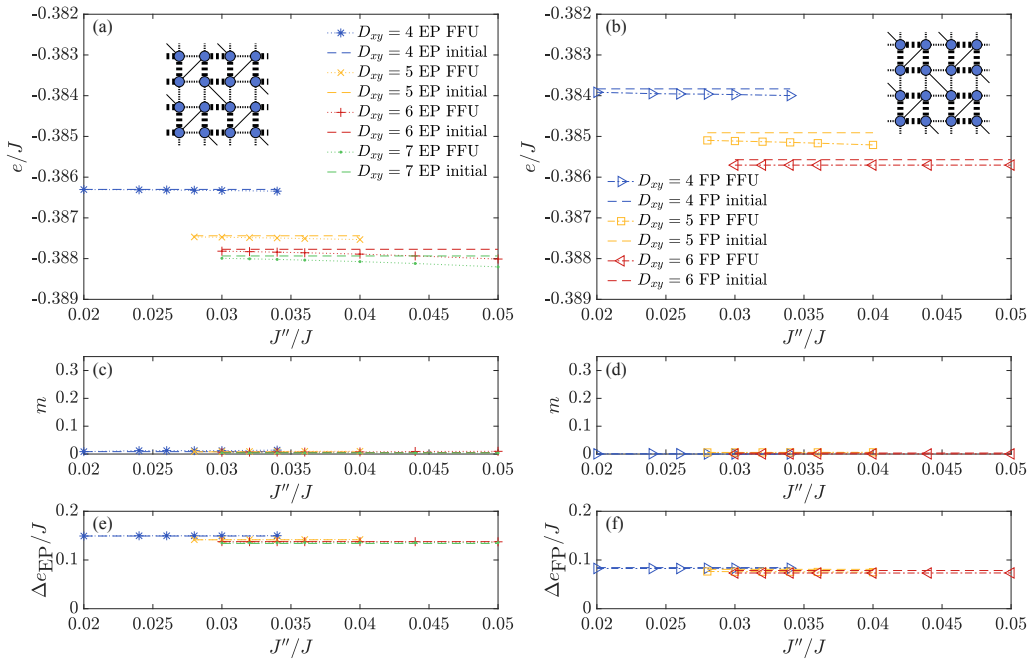 (a)
-0.382
-0.383
-0.384
-0.385
-0.386
-0.387
-0.388
-0.389
e/J
D_xy = 4 EP FFU
D_xy = 4 EP initial
D_xy = 5 EP FFU
D_xy = 5 EP initial
D_xy = 6 EP FFU
D_xy = 6 EP initial
D_xy = 7 EP FFU
D_xy = 7 EP initial
0.02 0.025 0.03 0.035 0.04 0.045 0.05
J''/J
(b)
-0.382
-0.383
-0.384
-0.385
-0.386
-0.387
-0.388
-0.389
e/J
D_xy = 4 FP FFU
D_xy = 4 FP initial
D_xy = 5 FP FFU
D_xy = 5 FP initial
D_xy = 6 FP FFU
D_xy = 6 FP initial
0.02 0.025 0.03 0.035 0.04 0.045 0.05
J''/J
(c)
0.3
0.2
0.1
0
m
0.02 0.025 0.03 0.035 0.04 0.045 0.05
J''/J
(d)
0.3
0.2
0.1
0
m
0.02 0.025 0.03 0.035 0.04 0.045 0.05
J''/J
(e)
0.2
0.1
0
Δe_EP/J
0.02 0.025 0.03 0.035 0.04 0.045 0.05
J''/J
(f)
0.2
0.1
0
Δe_FP/J
0.02 0.025 0.03 0.035 0.04 0.045 0.05
J''/J